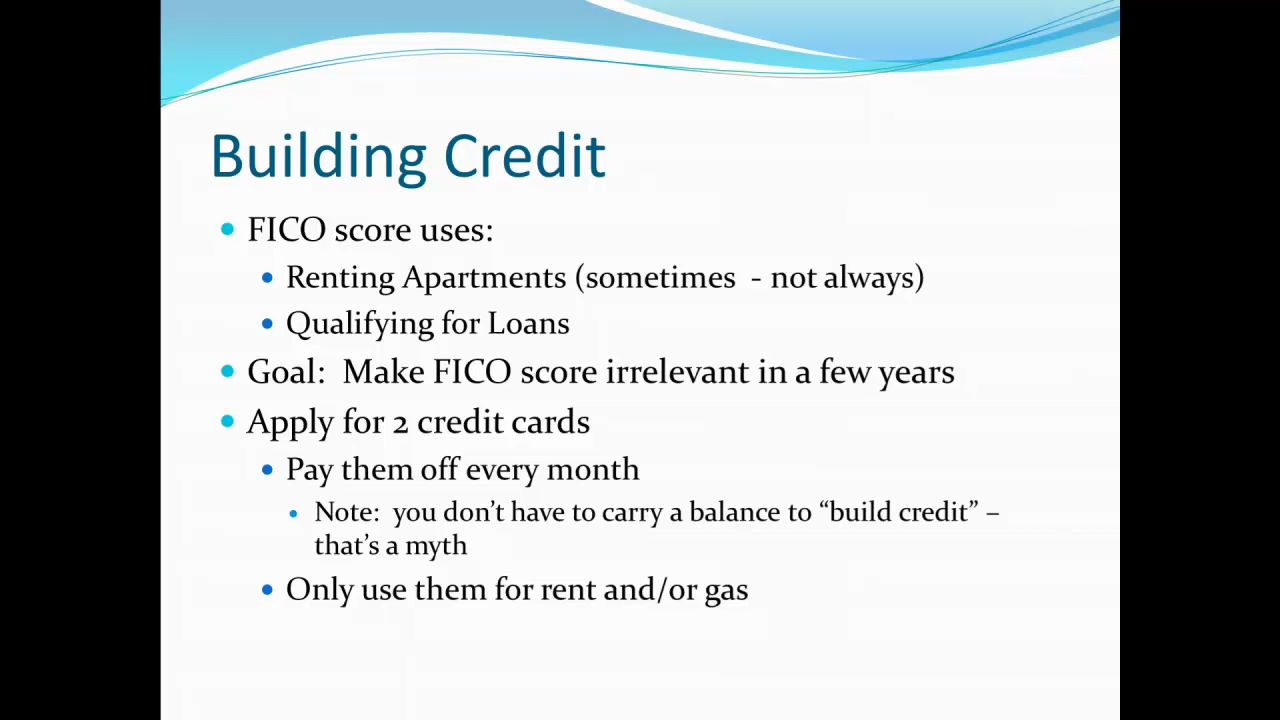 Building Credit
• FICO score uses:
• Renting Apartments (sometimes - not always)
• Qualifying for Loans
• Goal: Make FICO score irrelevant in a few years
• Apply for 2 credit cards
• Pay them off every month
• Note: you don’t have to carry a balance to “build credit” –
that’s a myth
• Only use them for rent and/or gas